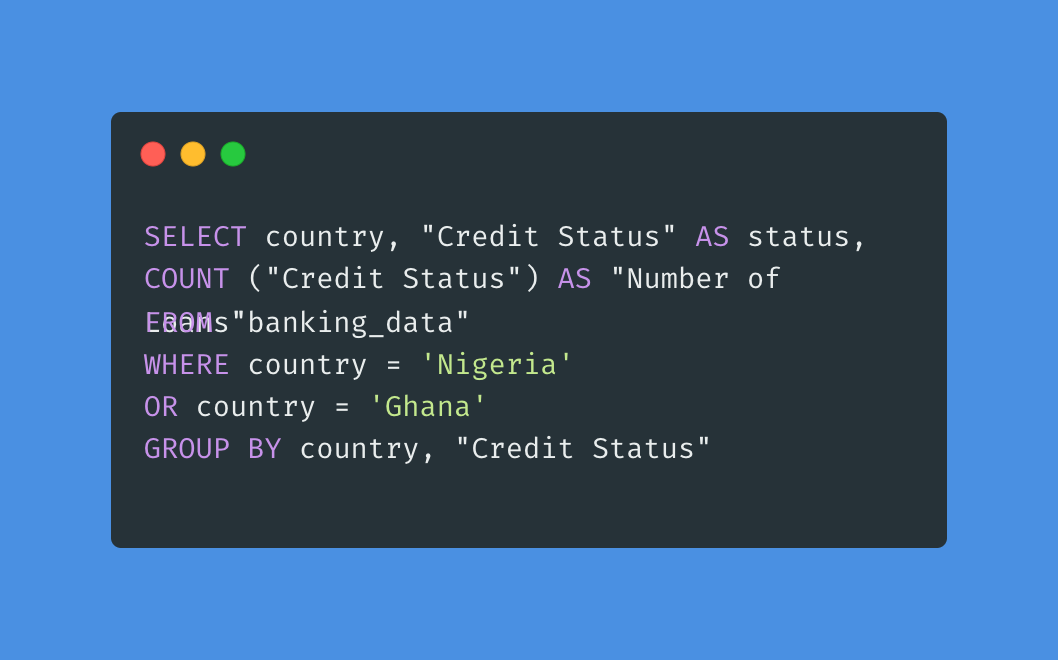 SELECT country, "Credit Status" AS status,
COUNT ("Credit Status") AS "Number of
Loans"
FROM "banking_data"
WHERE country = 'Nigeria'
OR country = 'Ghana'
GROUP BY country, "Credit Status"